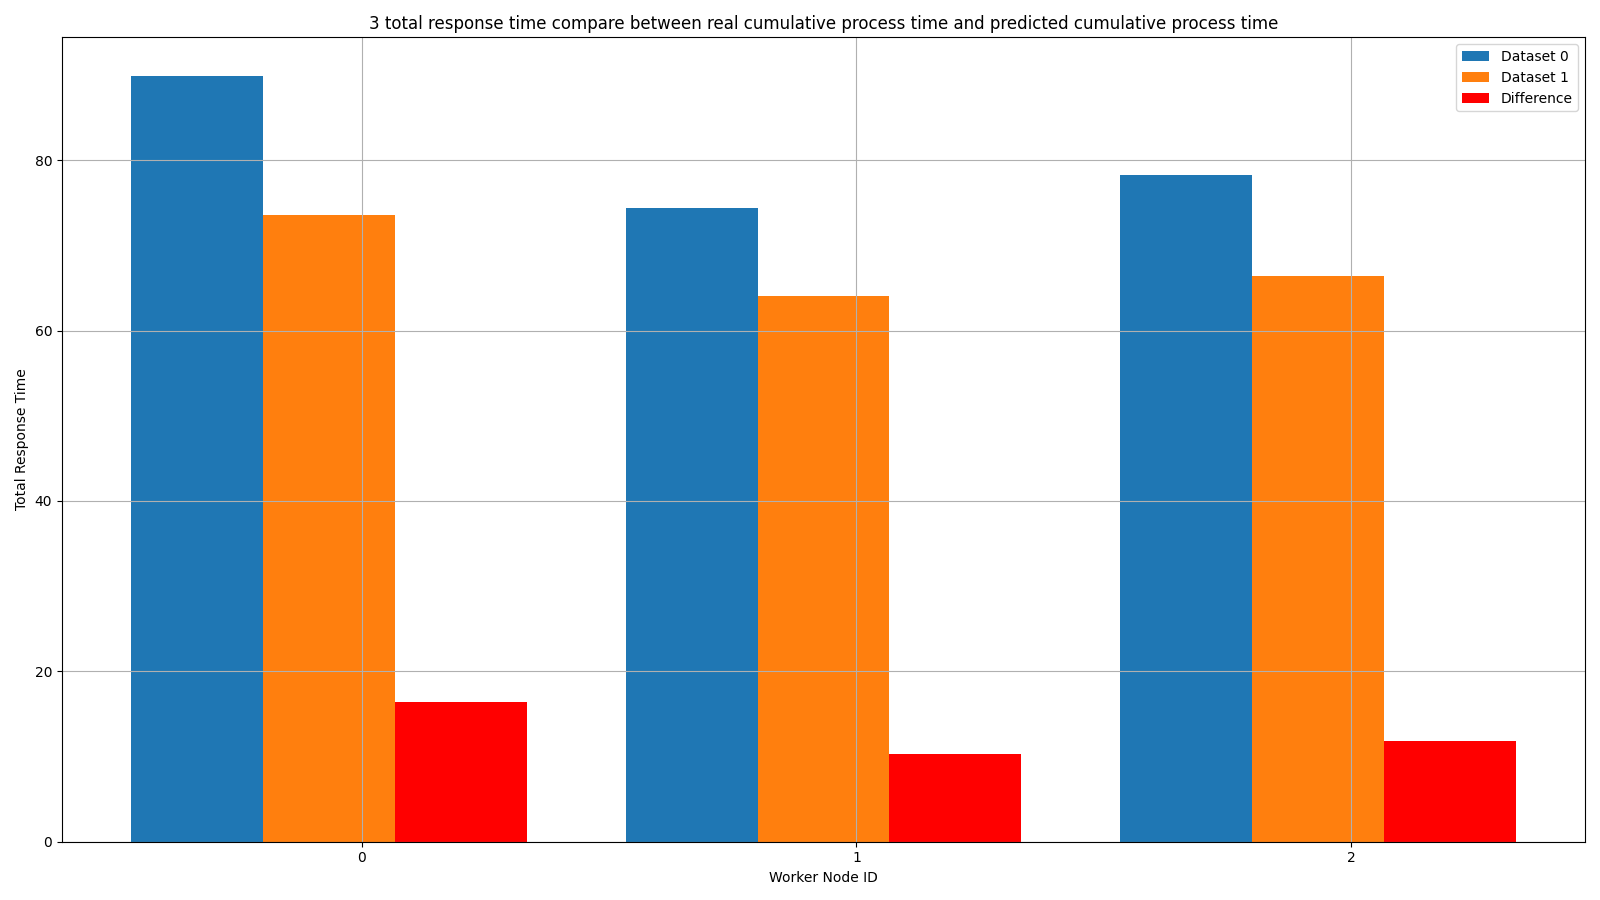 3 total response time compare between real cumulative process time and predicted cumulative process time
Dataset 0
Dataset 1
Difference
Total Response Time
80
60
40
20
0
0 1 2
Worker Node ID